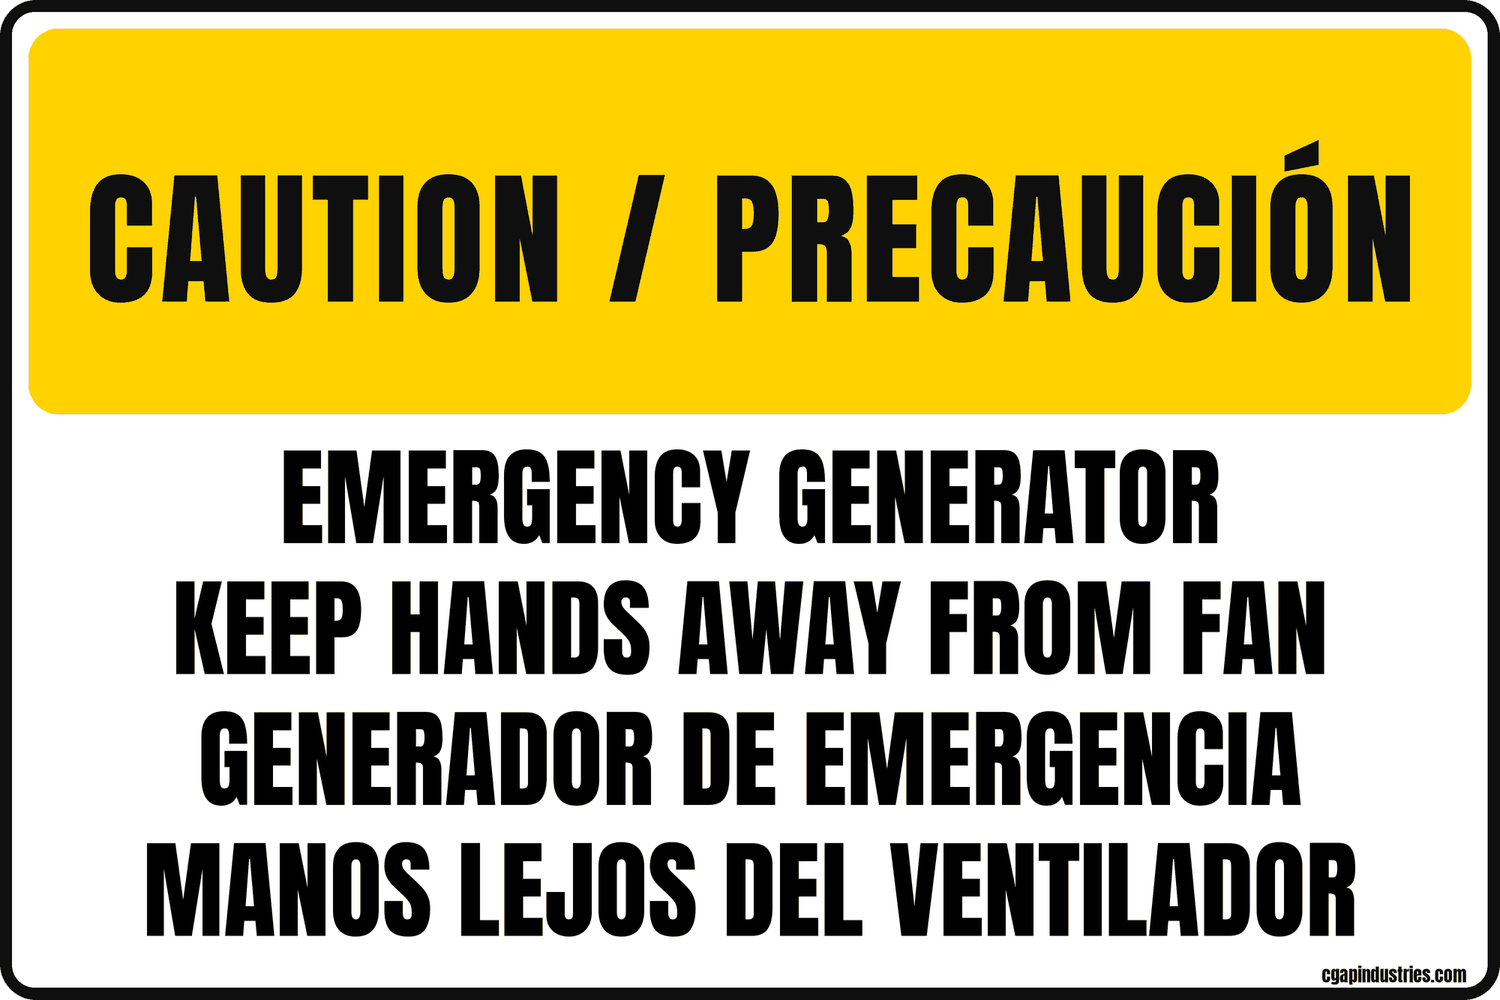 CAUTION / PRECAUCIÓN
EMERGENCY GENERATOR
KEEP HANDS AWAY FROM FAN
GENERADOR DE EMERGENCIA
MANOS LEJOS DEL VENTILADOR
cgapindustries.com